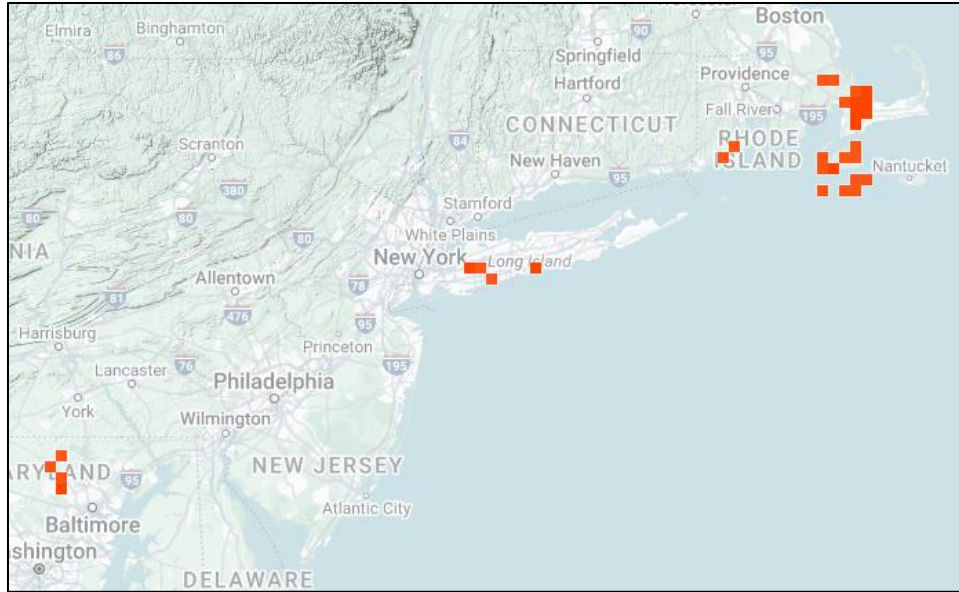 Boston
Elmira
Binghamton
90
86
95
Springfield
Providence
Hartford
Fall River
195
CONNECTICUT
RHODE
ISLAND
84
Scranton
New Haven
95
Nantucket
380
Stamford
80
80
80
White Plains
NIA
New York
Long Island
Allentown
78
81
476
95
Harrisburg
Princeton
76
195
Lancaster
Philadelphia
York
Wilmington
ARYLAND
95
NEW JERSEY
Atlantic City
Baltimore
shington
DELAWARE